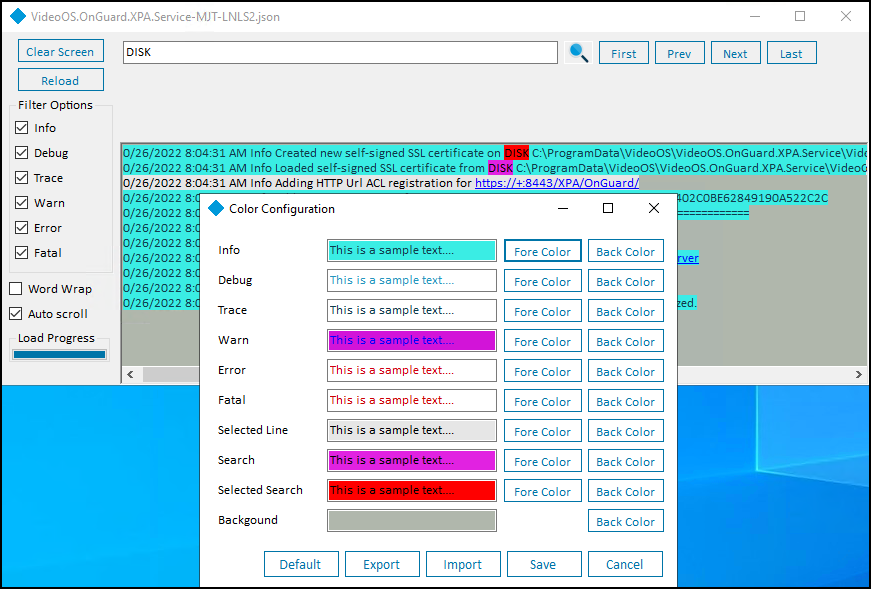 VideoOS.OnGuard.XPA.Service-MJT-LNLS2.json
Clear Screen
DISK
First
Prev
Next
Last
Reload
Filter Options
Info
Debug
Trace
Warn
Error
Fatal
Word Wrap
Auto scroll
Load Progress
0/26/2022 8:04:31 AM Info Created new self-signed SSL certificate on DISK C:\ProgramData\VideoOS\VideoOS.OnGuard.XPA.Service\Vid
0/26/2022 8:04:31 AM Info Loaded self-signed SSL certificate from DISK C:\ProgramData\VideoOS\VideoOS.OnGuard.XPA.Service\VideoO
0/26/2022 8:04:31 AM Info Adding HTTP Url ACL registration for https://+:8443/XPA/OnGuard/
0/26/2022 8:0 402C08E62849190A522C2C
0/26/2022 8:0 ============
0/26/2022 8:0
0/26/2022 8:0
0/26/2022 8:0 rver
0/26/2022 8:0
0/26/2022 8:0
0/26/2022 8:0 zed.
Color Configuration
Info This is a sample text.... Fore Color Back Color
Debug This is a sample text.... Fore Color Back Color
Trace This is a sample text.... Fore Color Back Color
Warn This is a sample text.... Fore Color Back Color
Error This is a sample text.... Fore Color Back Color
Fatal This is a sample text.... Fore Color Back Color
Selected Line This is a sample text.... Fore Color Back Color
Search This is a sample text.... Fore Color Back Color
Selected Search This is a sample text.... Fore Color Back Color
Backgound Back Color
Default Export Import Save Cancel